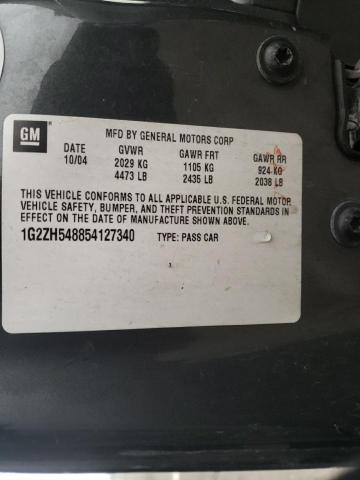 GM
MFD BY GENERAL MOTORS CORP
DATE GVWR GAWR FRT GAWR RR
10/04 2029 KG 1105 KG 924 KG
4473 LB 2435 LB 2038 LB
THIS VEHICLE CONFORMS TO ALL APPLICABLE U.S. FEDERAL MOTOR
VEHICLE SAFETY, BUMPER, AND THEFT PREVENTION STANDARDS IN
EFFECT ON THE DATE OF MANUFACTURE SHOWN ABOVE.
1G2ZH548854127340 TYPE: PASS CAR